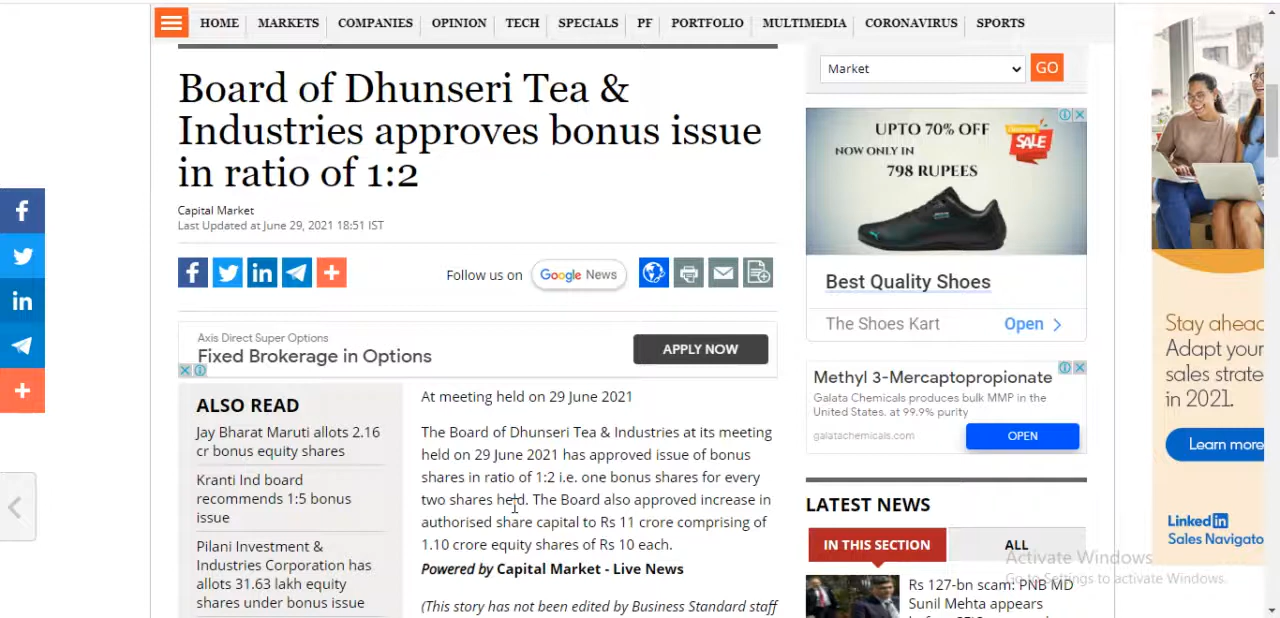 HOME MARKETS COMPANIES OPINION TECH SPECIALS PF PORTFOLIO MULTIMEDIA CORONAVIRUS SPORTS
Board of Dhunseri Tea &
Industries approves bonus issue
in ratio of 1:2
Capital Market
Last Updated at June 29, 2021 18:51 IST
Follow us on Google News
Axis Direct Super Options
Fixed Brokerage in Options
APPLY NOW
ALSO READ
Jay Bharat Maruti allots 2.16
cr bonus equity shares
Kranti Ind board
recommends 1:5 bonus
issue
Pilani Investment &
Industries Corporation has
allots 31.63 lakh equity
shares under bonus issue
At meeting held on 29 June 2021
The Board of Dhunseri Tea & Industries at its meeting
held on 29 June 2021 has approved issue of bonus
shares in ratio of 1:2 i.e. one bonus shares for every
two shares held. The Board also approved increase in
authorised share capital to Rs 11 crore comprising of
1.10 crore equity shares of Rs 10 each.
Powered by Capital Market - Live News
(This story has not been edited by Business Standard staff
Market
GO
UPTO 70% OFF
NOW ONLY IN
798 RUPEES
SALE
Best Quality Shoes
The Shoes Kart
Open
Methyl 3-Mercaptopropionate
Galata Chemicals produces bulk MMP in the
United States. at 99.9% purity
galatachemicals.com
OPEN
LATEST NEWS
IN THIS SECTION
ALL
Rs 127-bn scam: PNB MD
Sunil Mehta appears
Stay ahead
Adapt your
sales strate
in 2021.
Learn more
LinkedIn
Sales Navigato
Activate Windows
Go to Settings to activate Windows.